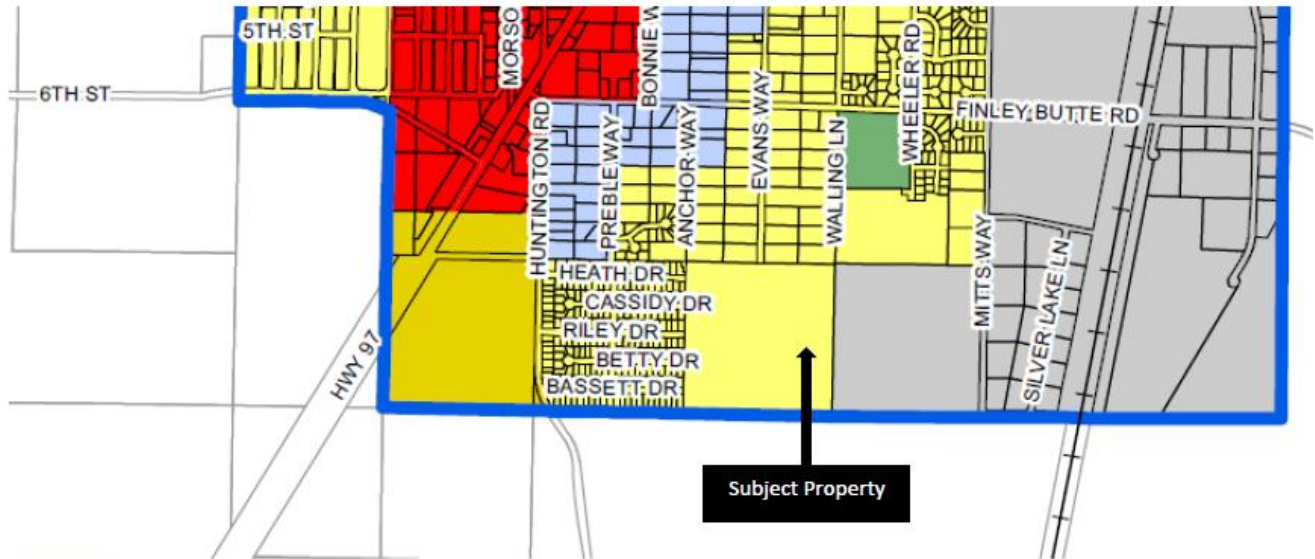 5TH ST
6TH ST
MORSO
BONNIE W
HUNTINGTON RD
PREBLE WAY
ANCHOR WAY
EVANS WAY
WALLING LN
WHEELER RD
FINLEY BUTTE RD
HEATH DR
CASSIDY DR
RILEY DR
BETTY DR
BASSETT DR
MITTS WAY
SILVER LAKE LN
HWY 97
Subject Property